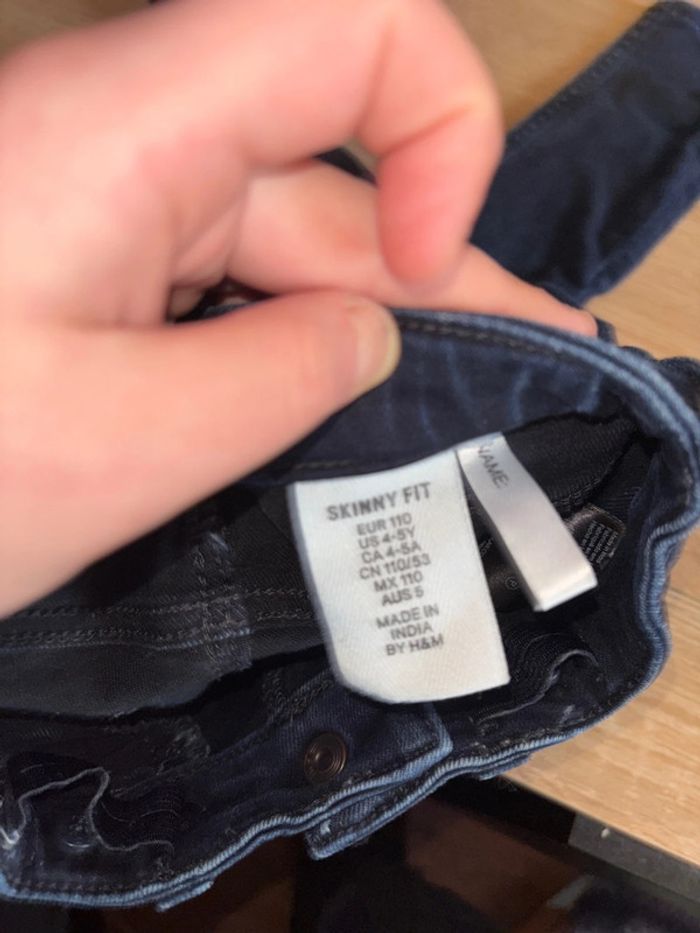 SKINNY FIT
EUR 110
US 4-5Y
CA 4-5A
CN 110/53
MX 110
AUS 5
MADE IN
INDIA
BY H&M
NAME: